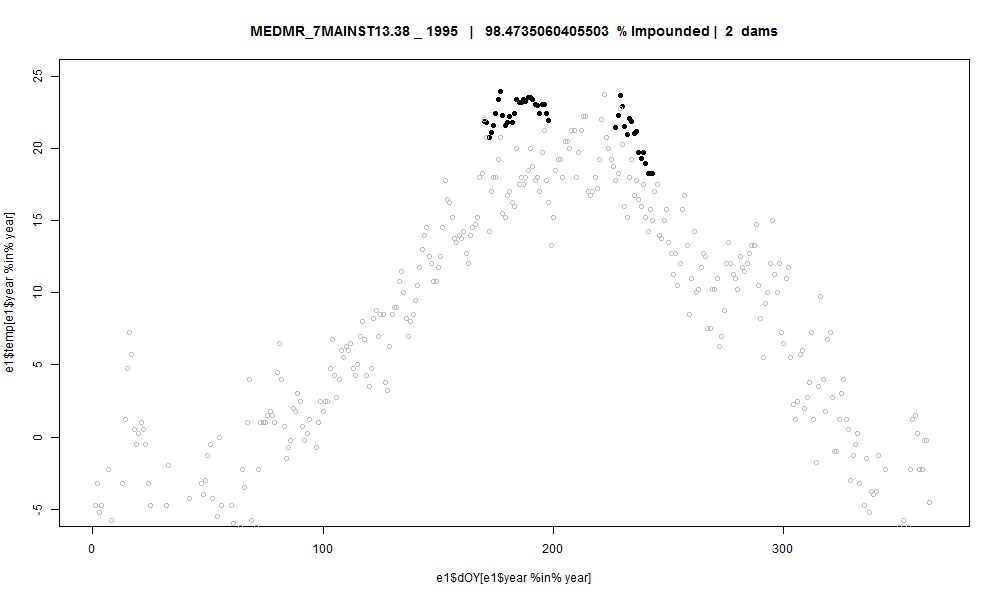 MEDMR_7MAINST13.38 _ 1995 | 98.4735060405503 % Impounded | 2 dams
e1$temp[e1$year %in% year]
25
20
15
10
5
0
-5
0 100 200 300
e1$dOY[e1$year %in% year]